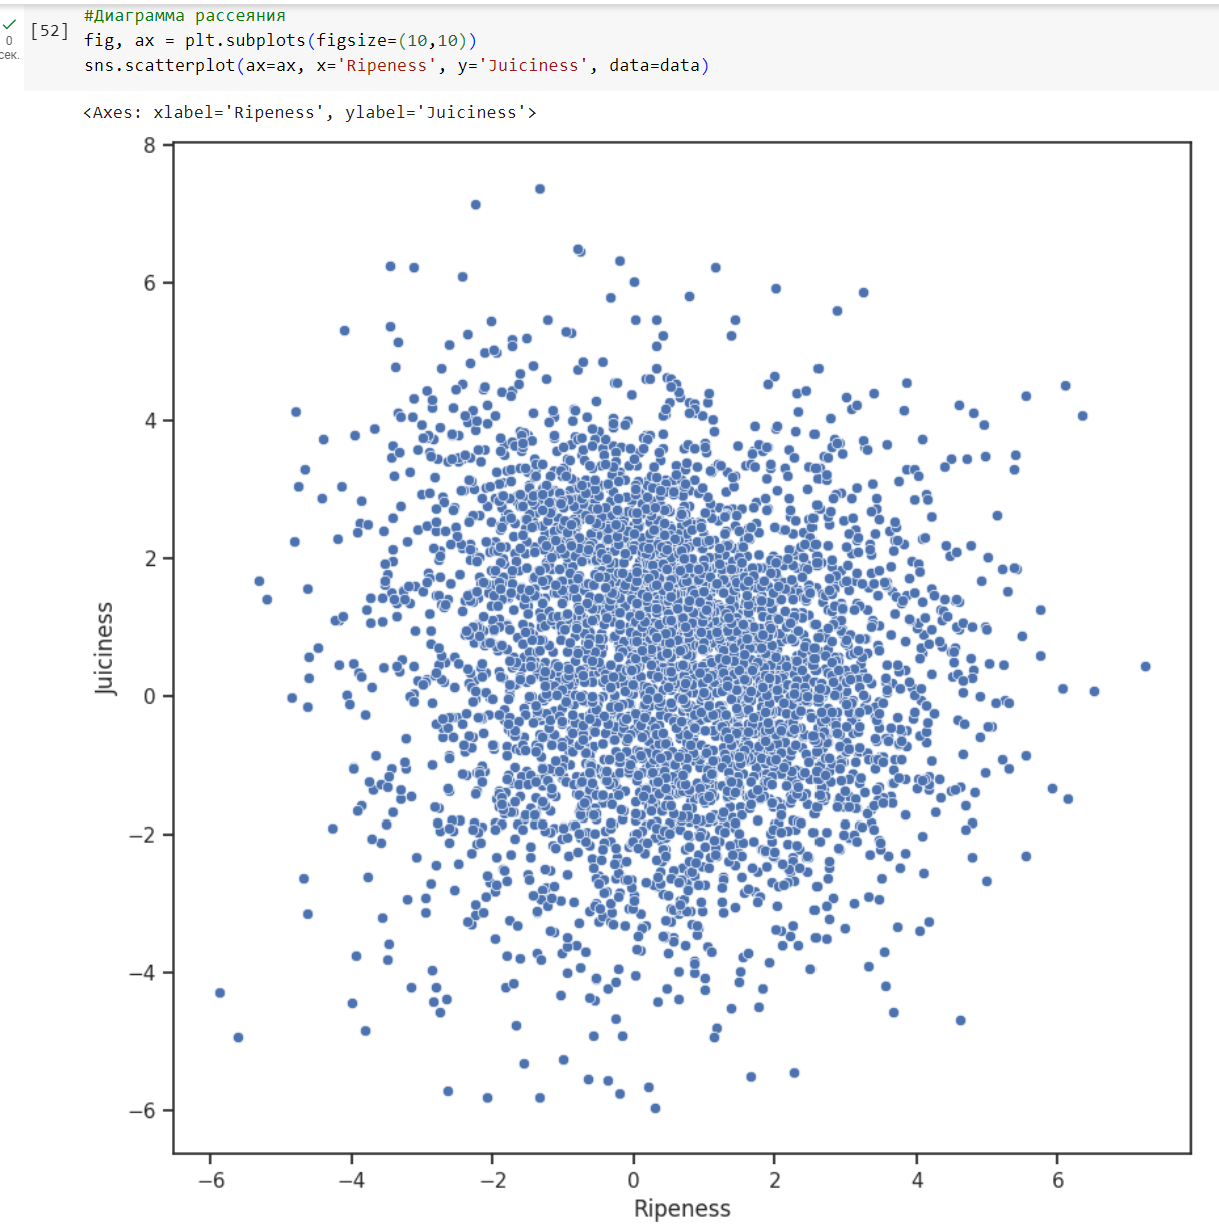 #Диаграмма рассеяния
[52]
0
сек.
fig, ax = plt.subplots(figsize=(10,10))
sns.scatterplot(ax=ax, x='Ripeness', y='Juiciness', data=data)
<Axes: xlabel='Ripeness', ylabel='Juiciness'>
8
6
4
2
0
−2
−4
−6
Juiciness
−6 −4 −2 0 2 4 6
Ripeness